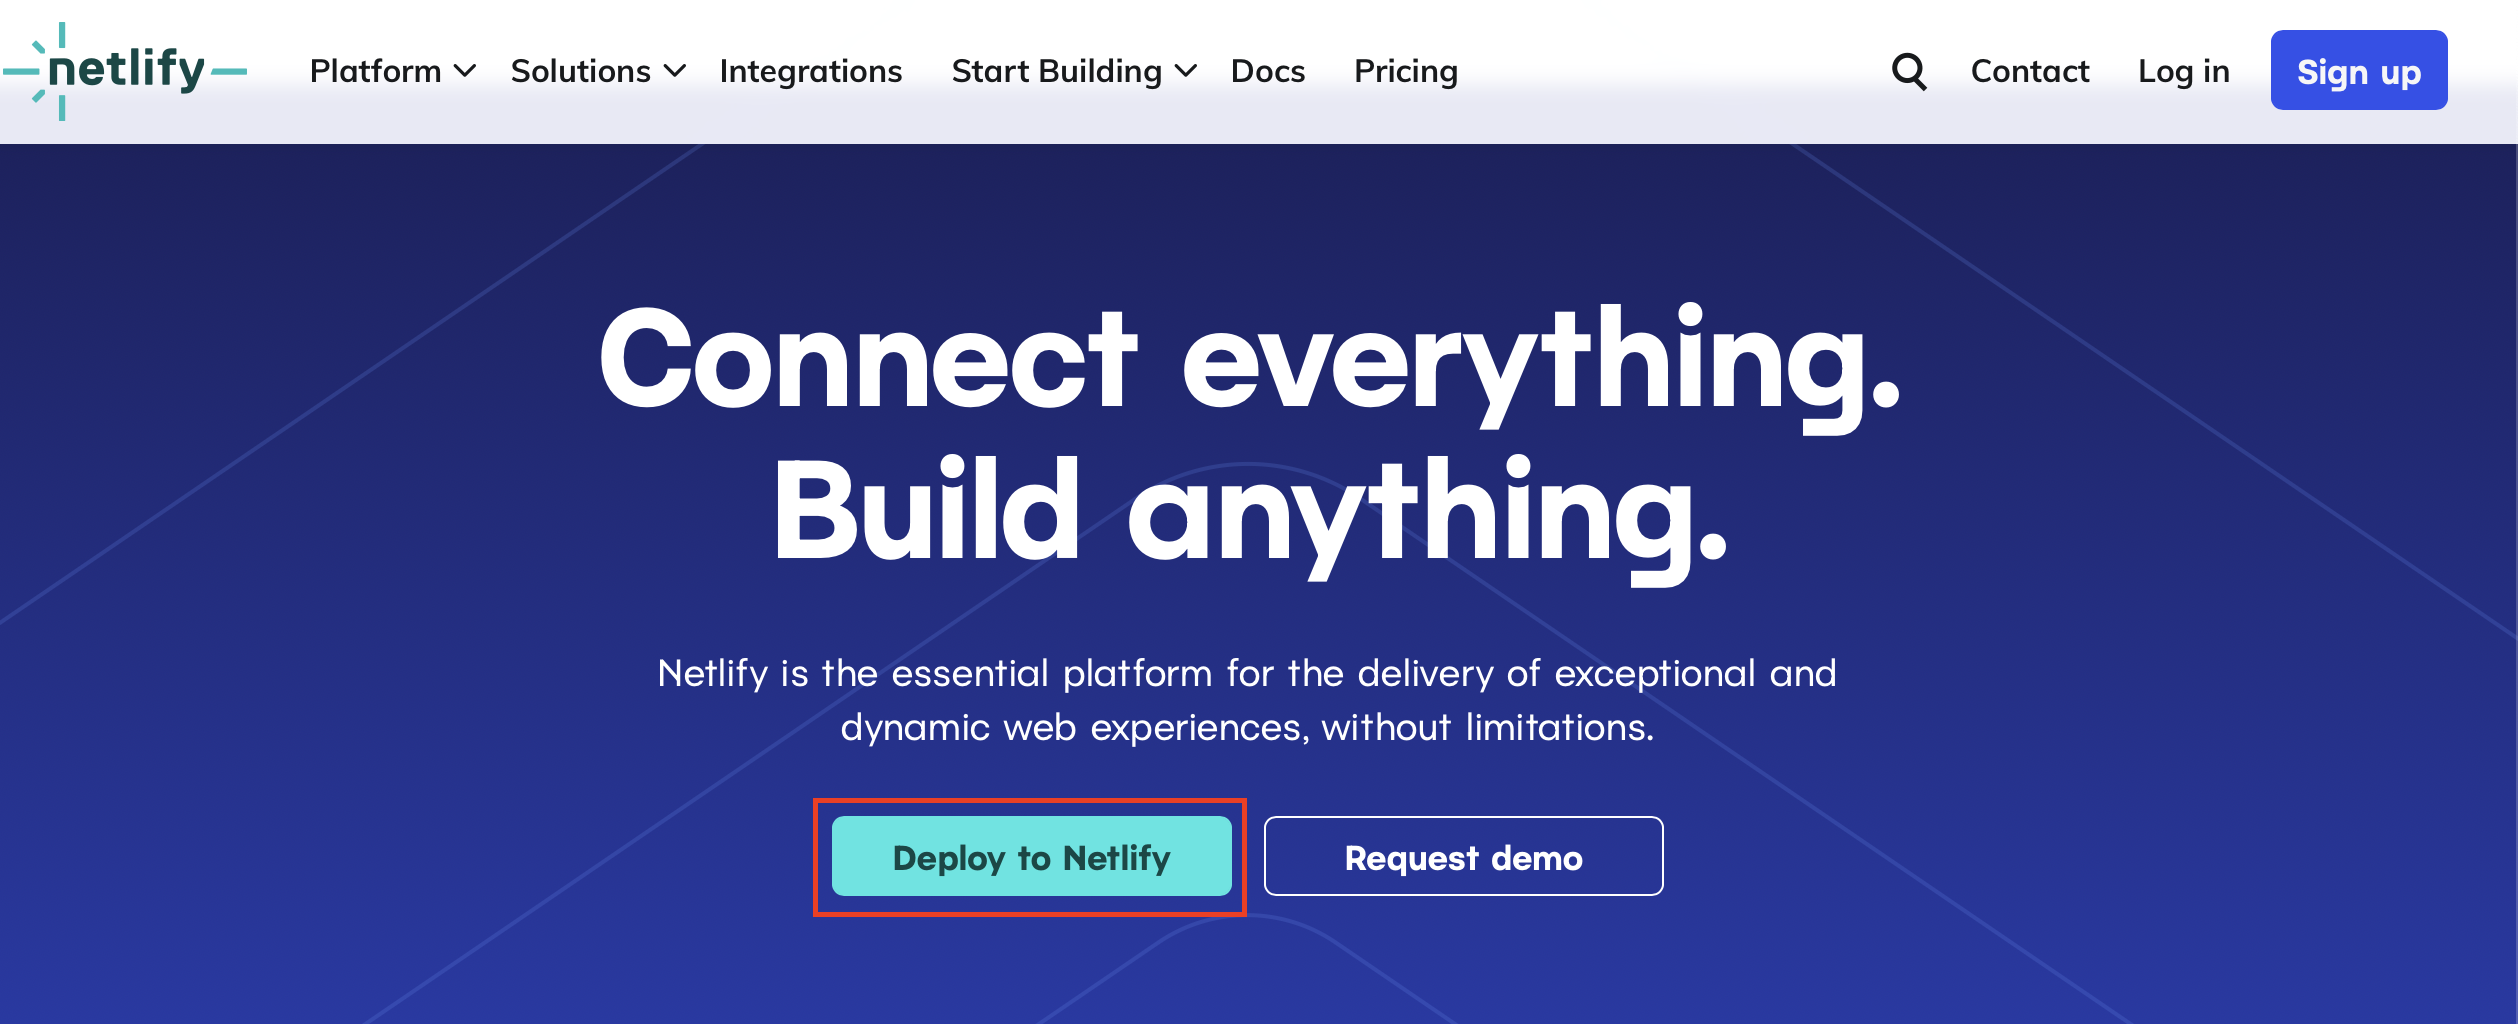 netlify
Platform Solutions Integrations Start Building Docs Pricing Contact Log in Sign up
Connect everything.
Build anything.
Netlify is the essential platform for the delivery of exceptional and
dynamic web experiences, without limitations.
Deploy to Netlify Request demo